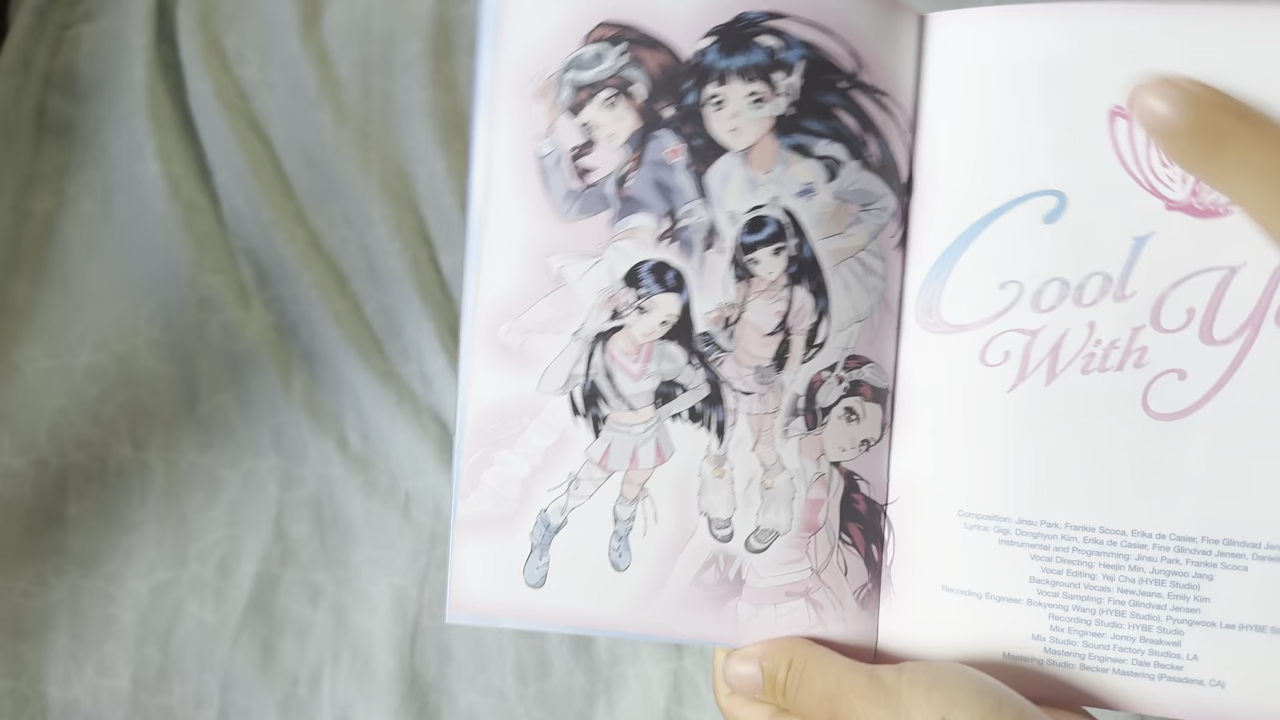 Cool
With Y
Composition: Jinsu Park, Frankie Scoca, Erika de Casier, Fine Glindvad
Lyrics: Gigi, Donghyun Kim, Erika de Casier, Fine Glindvad Jensen,
Instrumental and Programming: Jinsu Park, Frankie Scoca
Vocal Directing: Heejin Min, Jungwoo Jang
Vocal Editing: Yeji Cha (HYBE Studio)
Background Vocals: NewJeans, Emily Kim
Vocal Sampling: Fine Glindvad Jensen
Recording Engineer: Bokyeong Wang (HYBE Studio), Pyungwook Lee (HYBE
Recording Studio: HYBE Studio
Mix Engineer: Jonny Breakwell
Mix Studio: Sound Factory Studios, LA
Mastering Engineer: Dale Becker
Mastering Studio: Becker Mastering (Pasadena, CA)